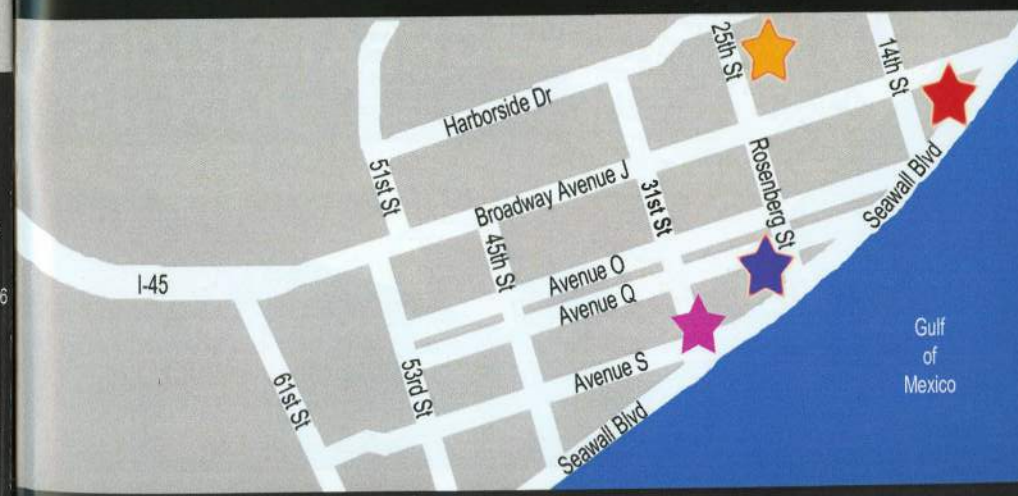 25th St
14th St
Harborside Dr
51st St
Broadway Avenue J
Rosenberg St
31st St
Seawall Blvd
45th St
I-45
Avenue O
Avenue Q
6
Gulf
of
Mexico
61st St
53rd St
Avenue S
Seawall Blvd